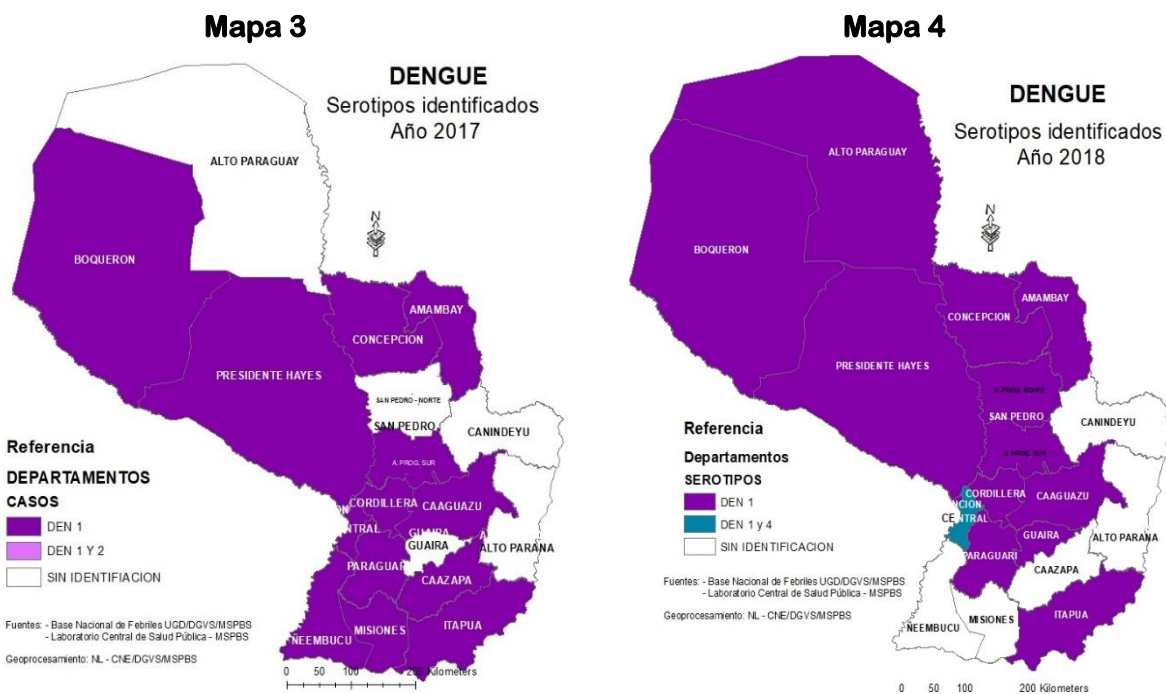 Mapa 3
DENGUE
Serotipos identificados
Año 2017
ALTO PARAGUAY
N
BOQUERON
AMAMBAY
CONCEPCION
PRESIDENTE HAYES
SAN PEDRO - NORTE
SAN PEDRO
CANINDEYU
A. PROG. SUR
CORDILLERA
CAAGUAZU
NTRAL
GUAIRA
GUAIRA
ALTO PARANA
PARAGUARI
CAAZAPA
ITAPUA
MISIONES
ÑEEMBUCU
Referencia
DEPARTAMENTOS
CASOS
DEN 1
DEN 1 Y 2
SIN IDENTIFIACION
Fuentes: - Base Nacional de Febriles UGD/DGVS/MSPBS
- Laboratorio Central de Salud Pública - MSPBS
Geoprocesamiento: NL - CNE/DGVS/MSPBS
0 50 100 200 Kilometers
Mapa 4
DENGUE
Serotipos identificados
Año 2018
ALTO PARAGUAY
N
BOQUERON
AMAMBAY
CONCEPCION
PRESIDENTE HAYES
A. PROG. NORTE
SAN PEDRO
CANINDEYU
A. PROG. SUR
CORDILLERA
NCION
CAAGUAZU
CENTRAL
GUAIRA
ALTO PARANA
PARAGUARI
CAAZAPA
ITAPUA
MISIONES
ÑEEMBUCU
Referencia
Departamentos
SEROTIPOS
DEN 1
DEN 1 y 4
SIN IDENTIFICACION
Fuentes: - Base Nacional de Febriles UGD/DGVS/MSPBS
- Laboratorio Central de Salud Pública - MSPBS
Geoprocesamiento: NL - CNE/DGVS/MSPBS
0 50 100 200 Kilometers